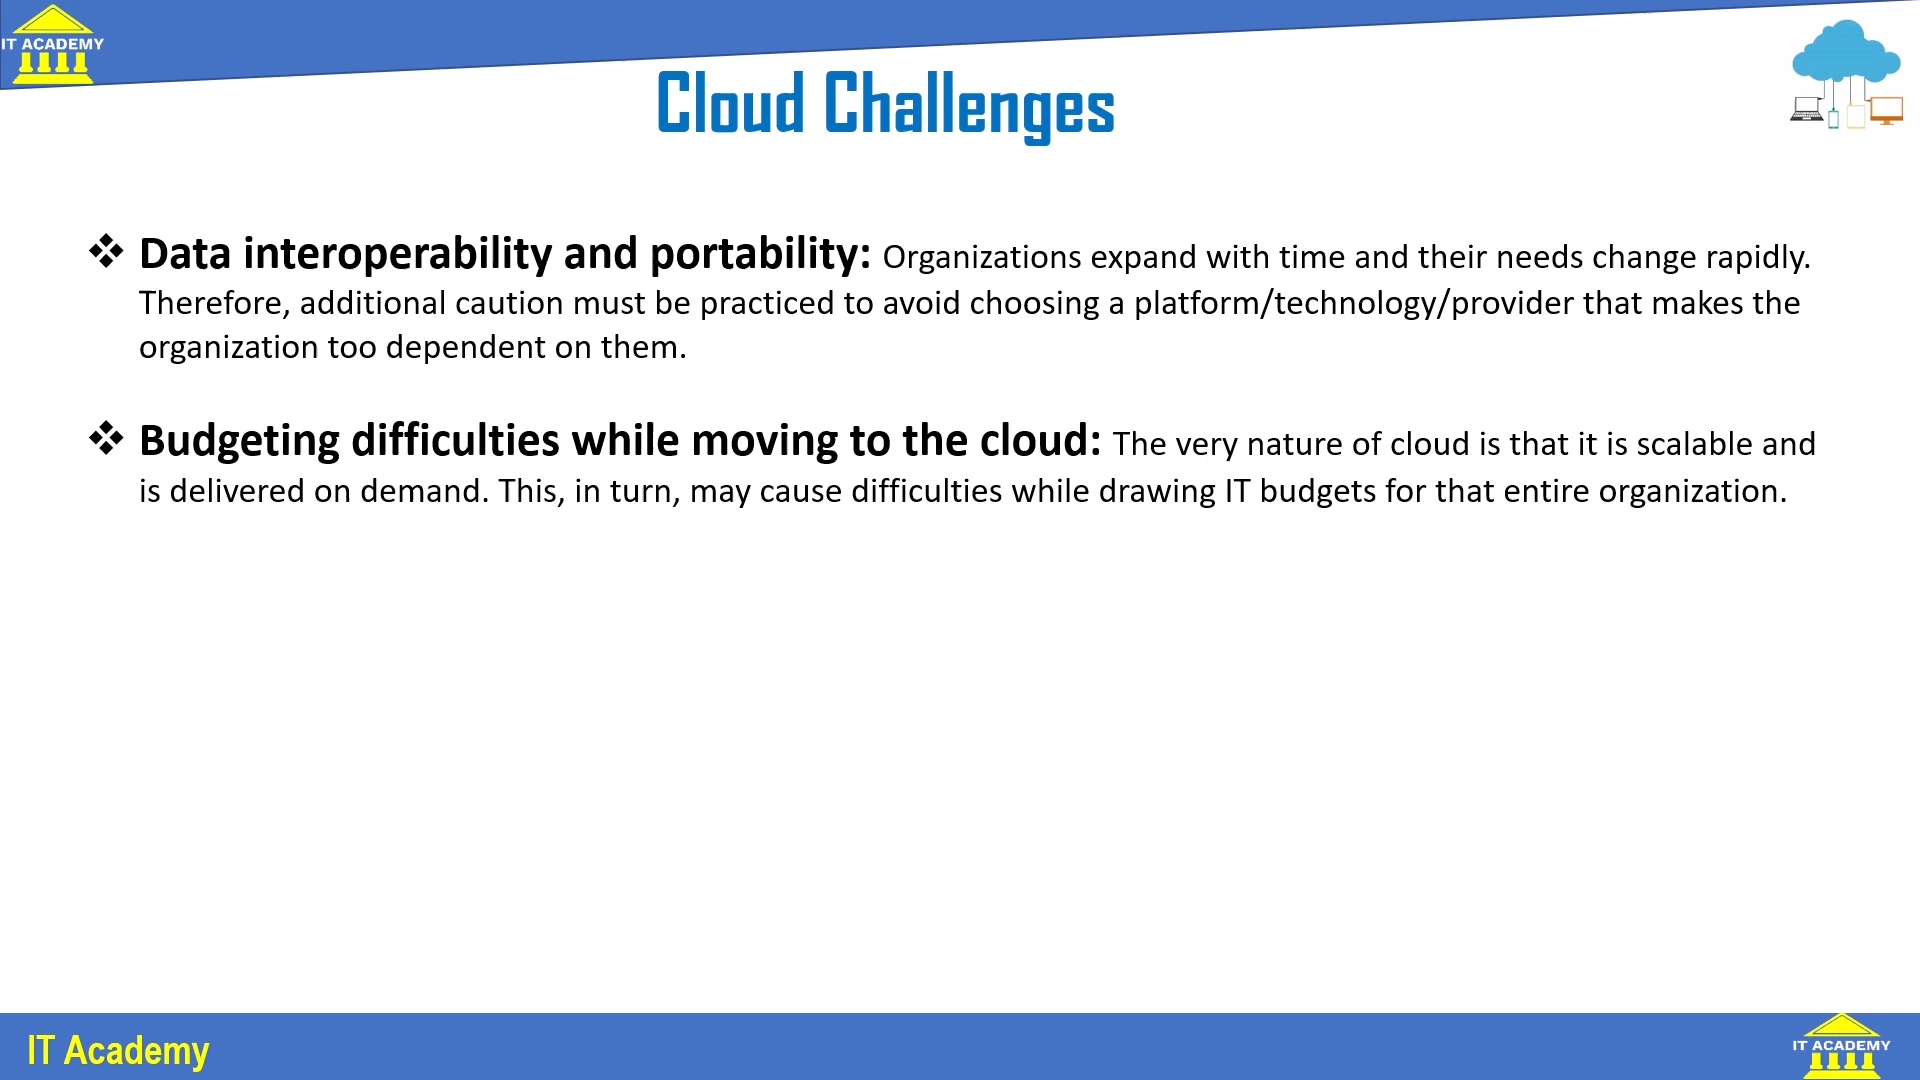 IT ACADEMY
Cloud Challenges
❖ Data interoperability and portability: Organizations expand with time and their needs change rapidly.
Therefore, additional caution must be practiced to avoid choosing a platform/technology/provider that makes the
organization too dependent on them.
❖ Budgeting difficulties while moving to the cloud: The very nature of cloud is that it is scalable and
is delivered on demand. This, in turn, may cause difficulties while drawing IT budgets for that entire organization.
IT Academy
IT ACADEMY